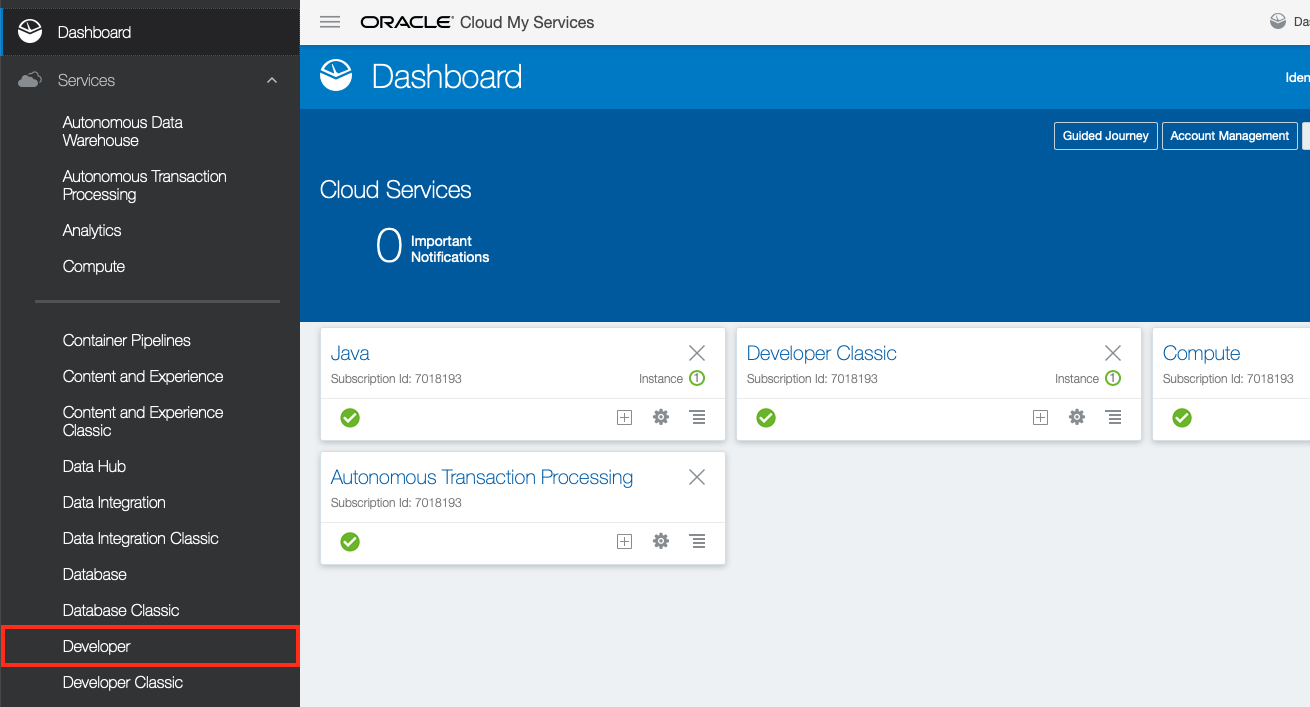 Dashboard
Services
Autonomous Data
Warehouse
Autonomous Transaction
Processing
Analytics
Compute
Container Pipelines
Content and Experience
Content and Experience
Classic
Data Hub
Data Integration
Data Integration Classic
Database
Database Classic
Developer
Developer Classic
ORACLE Cloud My Services
Dashboard
Guided Journey
Account Management
Cloud Services
0 Important
Notifications
Java
Subscription Id: 7018193
Instance 1
Developer Classic
Subscription Id: 7018193
Instance 1
Compute
Subscription Id: 7018193
Autonomous Transaction Processing
Subscription Id: 7018193